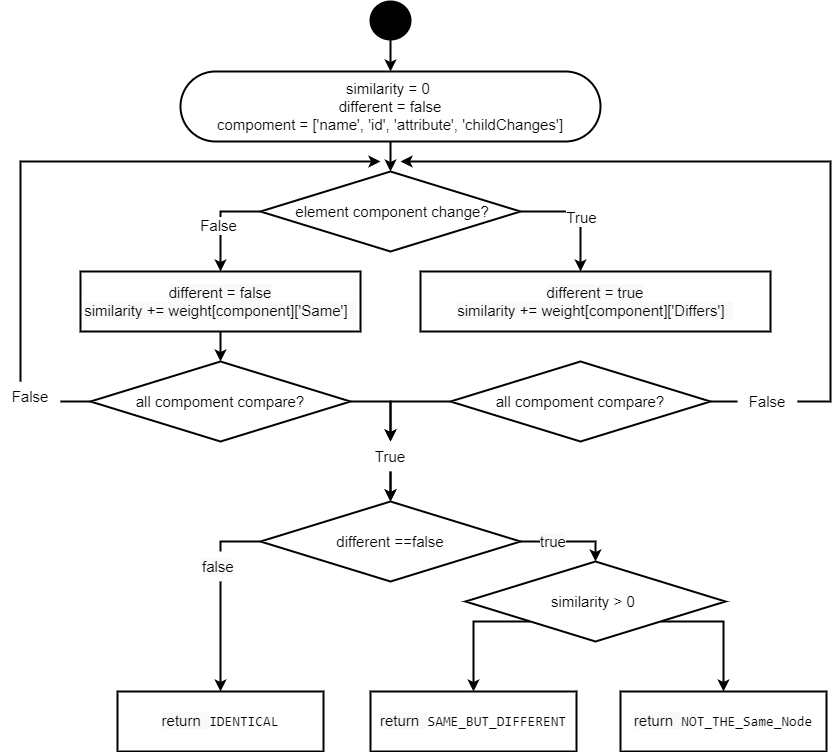 similarity = 0
different = false
compoment = ['name', 'id', 'attribute', 'childChanges']
element component change?
False
True
different = false
similarity += weight[component]['Same']
different = true
similarity += weight[component]['Differs']
False
all compoment compare?
all compoment compare?
False
True
different ==false
true
false
similarity > 0
return IDENTICAL
return SAME_BUT_DIFFERENT
return NOT_THE_Same_Node